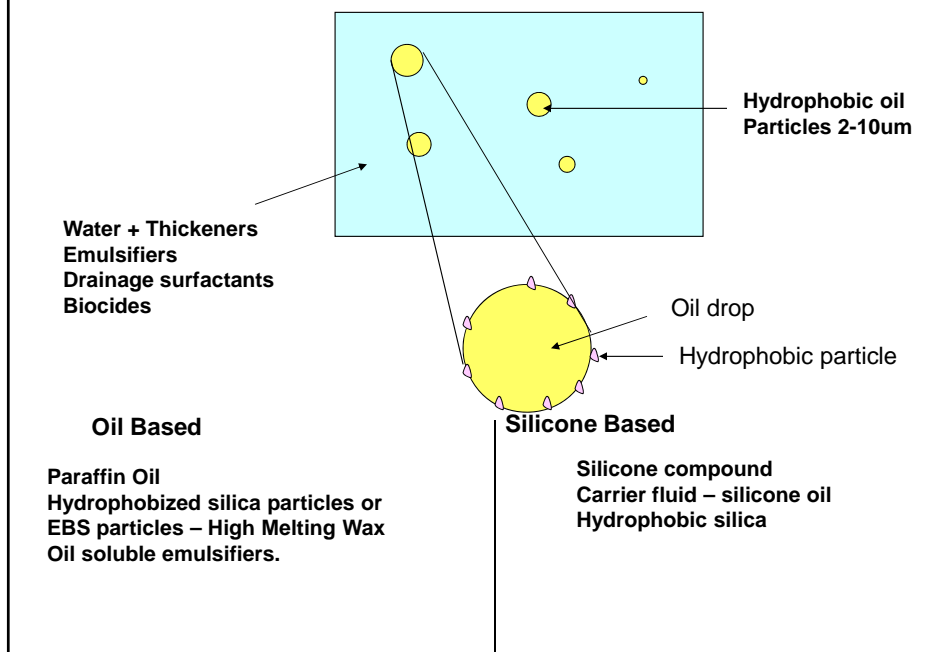 Hydrophobic oil
Particles 2-10um
Water + Thickeners
Emulsifiers
Drainage surfactants
Biocides
Oil drop
Hydrophobic particle
Oil Based
Silicone Based
Paraffin Oil
Hydrophobized silica particles or
EBS particles – High Melting Wax
Oil soluble emulsifiers.
Silicone compound
Carrier fluid – silicone oil
Hydrophobic silica